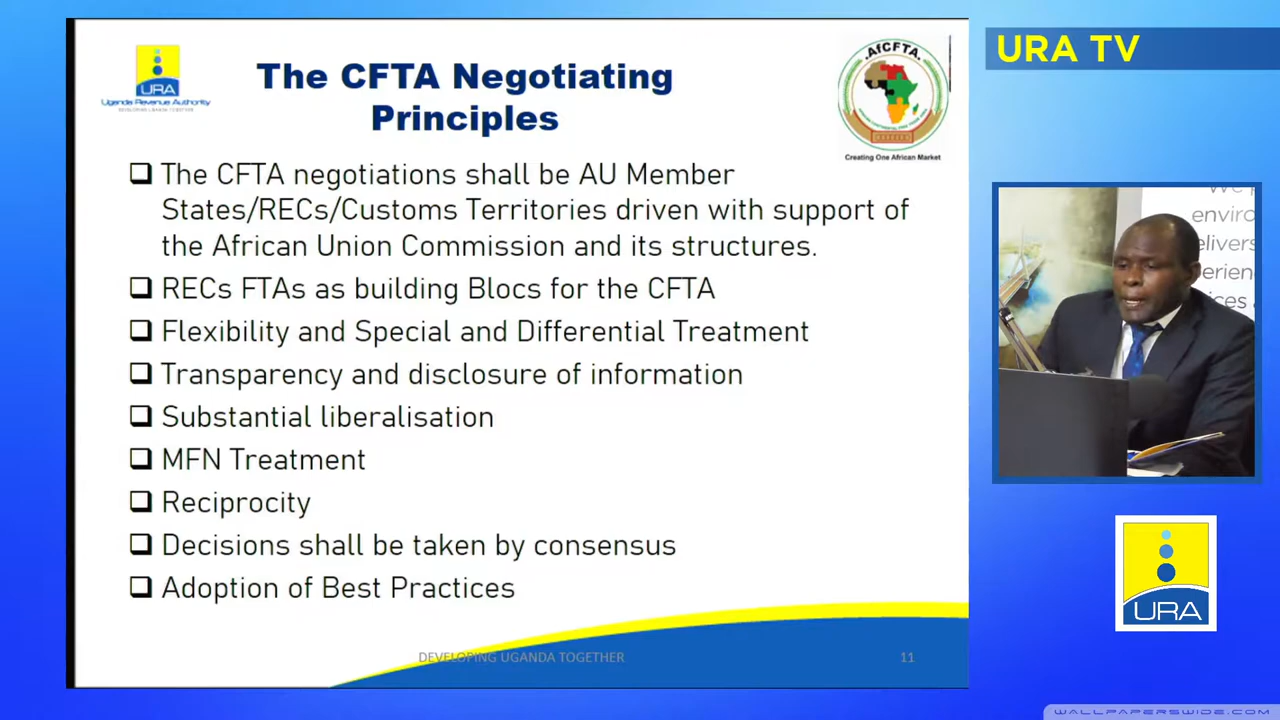 URA TV
URA
Uganda Revenue Authority
DEVELOPING UGANDA TOGETHER
The CFTA Negotiating
Principles
AfCFTA
Creating One African Market
❑ The CFTA negotiations shall be AU Member
States/RECs/Customs Territories driven with support of
the African Union Commission and its structures.
❑ RECs FTAs as building Blocs for the CFTA
❑ Flexibility and Special and Differential Treatment
❑ Transparency and disclosure of information
❑ Substantial liberalisation
❑ MFN Treatment
❑ Reciprocity
❑ Decisions shall be taken by consensus
❑ Adoption of Best Practices
DEVELOPING UGANDA TOGETHER
11
URA
WALLPAPERSWIDE.COM